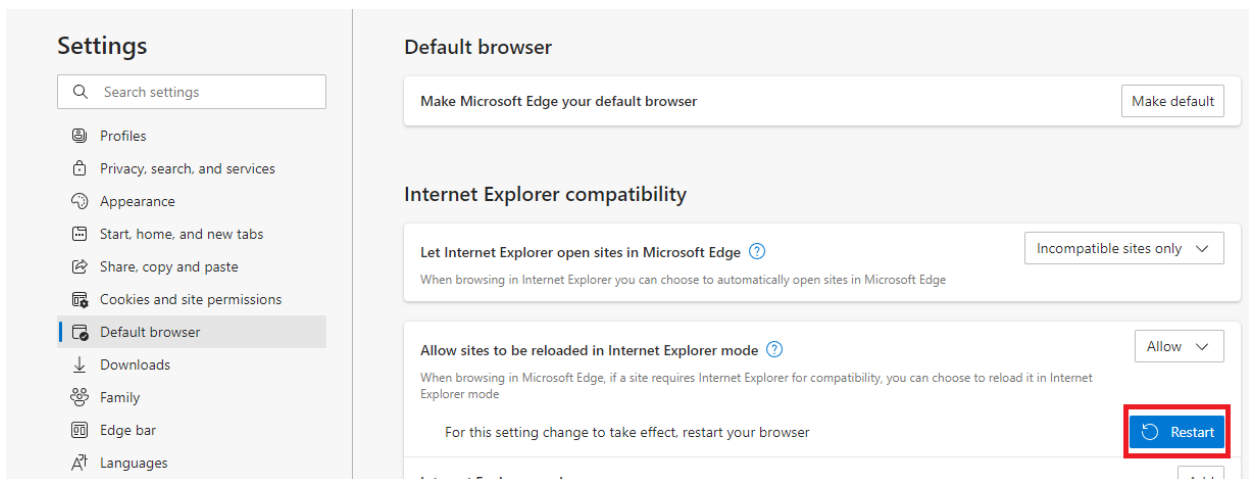 Settings
Search settings
Profiles
Privacy, search, and services
Appearance
Start, home, and new tabs
Share, copy and paste
Cookies and site permissions
Default browser
Downloads
Family
Edge bar
Languages
Default browser
Make Microsoft Edge your default browser
Make default
Internet Explorer compatibility
Let Internet Explorer open sites in Microsoft Edge
Incompatible sites only
When browsing in Internet Explorer you can choose to automatically open sites in Microsoft Edge
Allow sites to be reloaded in Internet Explorer mode
Allow
When browsing in Microsoft Edge, if a site requires Internet Explorer for compatibility, you can choose to reload it in Internet
Explorer mode
For this setting change to take effect, restart your browser
Restart